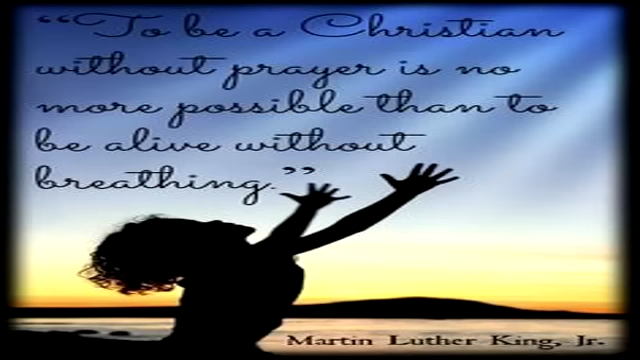 “To be a Christian
without prayer is no
more possible than to
be alive without
breathing.”
Martin Luther King, Jr.